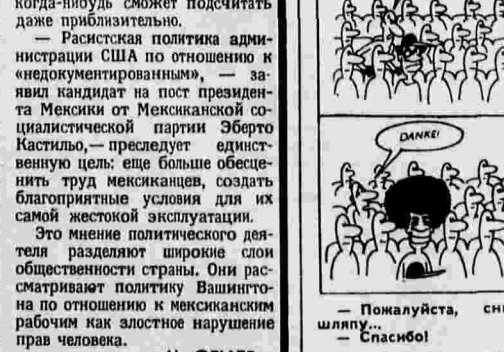 когда-нибудь сможет подсчитать
даже приблизительно.
— Расистская политика адми-
нистрации США по отношению к
«недокументированным», — за-
явил кандидат на пост президен-
та Мексики от Мексиканской со-
циалистической партии Эберто
Кастильо,— преследует единст-
венную цель: еще больше обесце-
нить труд мексиканцев, создать
благоприятные условия для их
самой жестокой эксплуатации.
Это мнение политического дея-
теля разделяют широкие слои
общественности страны. Они рас-
сматривают политику Вашингто-
на по отношению к мексиканским
рабочим как злостное нарушение
прав человека.
DANKE!
— Пожалуйста, сни
шляпу...
— Спасибо!